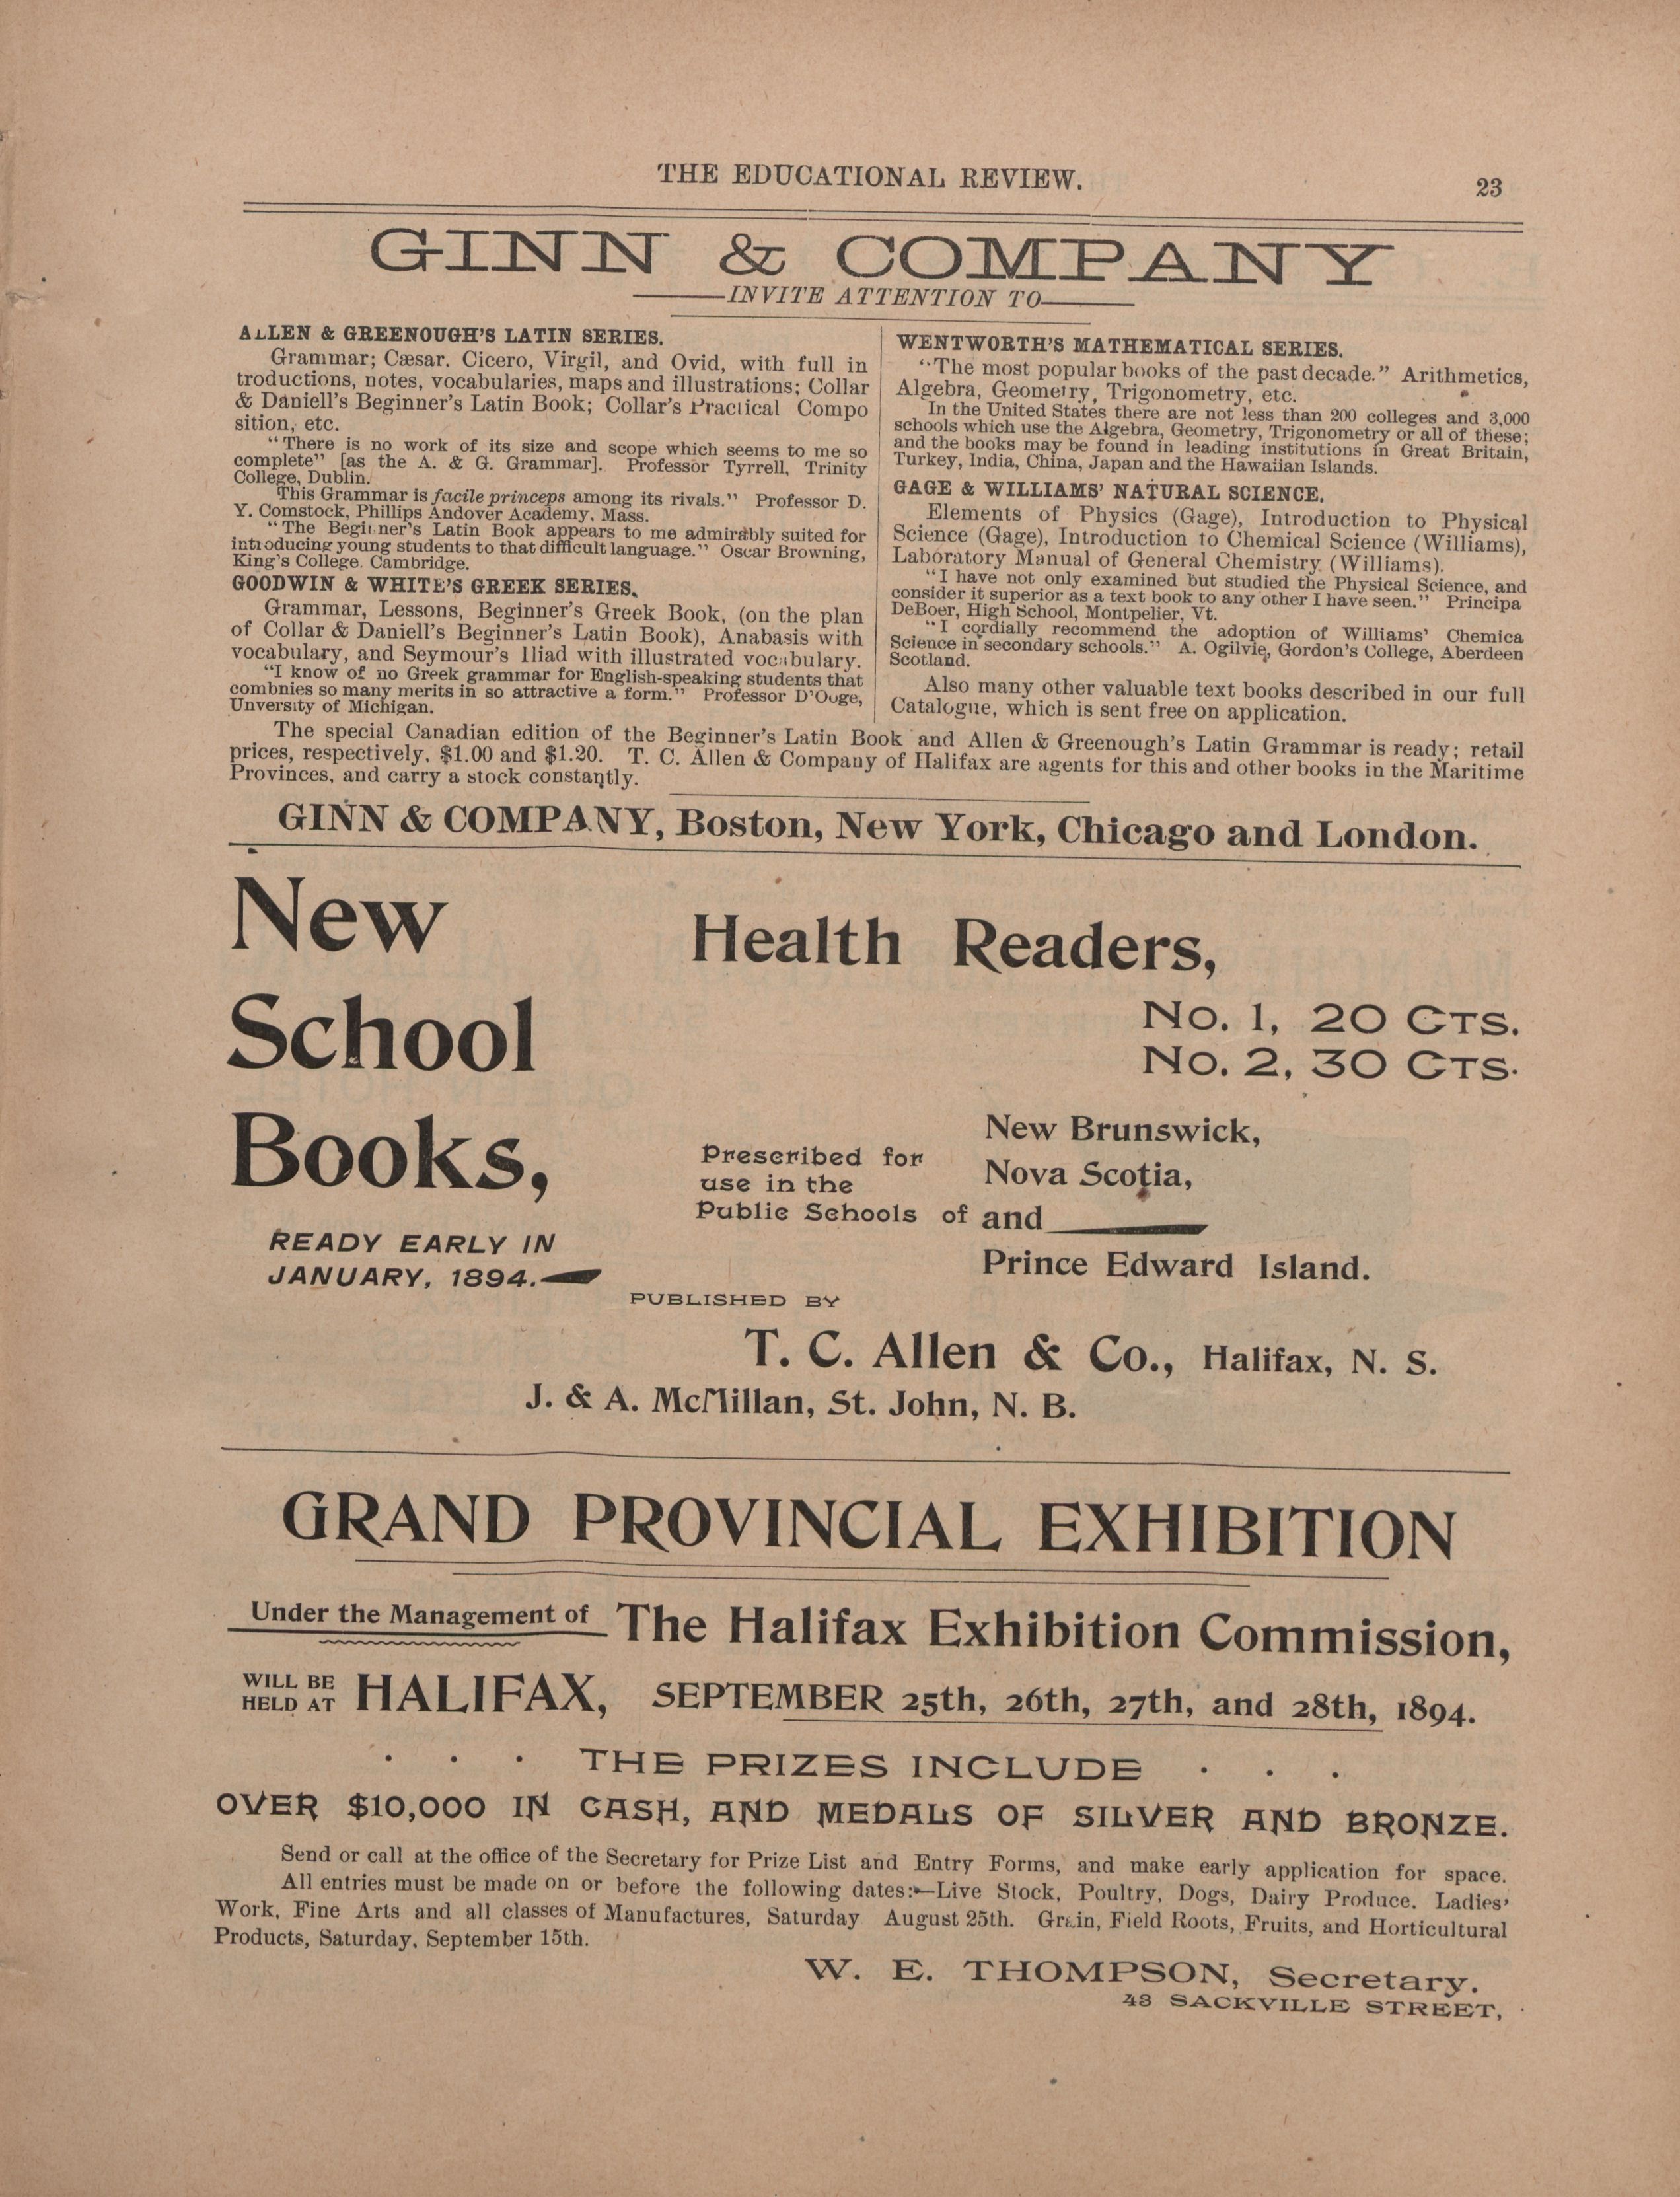 THE EDUCATIONAL REVIEW.
23
GINN & COMPANY
INVITE ATTENTION TO
ALLEN & GREENOUGH'S LATIN SERIES.
Grammar; Cæsar. Cicero, Virgil, and Ovid, with full in
troductions, notes, vocabularies, maps and illustrations; Collar
& Daniell's Beginner's Latin Book; Collar's Practical Compo
sition, etc.
"There is no work of its size and scope which seems to me so
complete" [as the A. & G. Grammar]. Professor Tyrrell, Trinity
College, Dublin.
This Grammar is facile princeps among its rivals." Professor D.
Y. Comstock, Phillips Andover Academy, Mass.
"The Beginner's Latin Book appears to me admirably suited for
introducing young students to that difficult language." Oscar Browning,
King's College. Cambridge.
GOODWIN & WHITE'S GREEK SERIES.
Grammar, Lessons, Beginner's Greek Book, (on the plan
of Collar & Daniell's Beginner's Latin Book), Anabasis with
vocabulary, and Seymour's Iliad with illustrated vocabulary.
"I know of no Greek grammar for English-speaking students that
combnies so many merits in so attractive a form." Professor D'Ooge,
Unversity of Michigan.
WENTWORTH'S MATHEMATICAL SERIES.
"The most popular books of the past decade." Arithmetics,
Algebra, Geometry, Trigonometry, etc.
In the United States there are not less than 200 colleges and 3,000
schools which use the Algebra, Geometry, Trigonometry or all of these;
and the books may be found in leading institutions in Great Britain,
Turkey, India, China, Japan and the Hawaiian Islands.
GAGE & WILLIAMS' NATURAL SCIENCE.
Elements of Physics (Gage), Introduction to Physical
Science (Gage), Introduction to Chemical Science (Williams),
Laboratory Manual of General Chemistry (Williams).
"I have not only examined but studied the Physical Science, and
consider it superior as a text book to any other I have seen." Principa
DeBoer, High School, Montpelier, Vt.
"I cordially recommend the adoption of Williams' Chemica
Science in secondary schools." A. Ogilvie, Gordon's College, Aberdeen
Scotland.
Also many other valuable text books described in our full
Catalogue, which is sent free on application.
The special Canadian edition of the Beginner's Latin Book and Allen & Greenough's Latin Grammar is ready; retail
prices, respectively, $1.00 and $1.20. T. C. Allen & Company of Halifax are agents for this and other books in the Maritime
Provinces, and carry a stock constantly.
GINN & COMPANY, Boston, New York, Chicago and London.
New
School
Books,
READY EARLY IN
JANUARY, 1894.
Health Readers,
No. 1, 20 CTS.
No. 2, 30 CTS.
Prescribed for
use in the
Public Schools of
New Brunswick,
Nova Scotia,
and
Prince Edward Island.
PUBLISHED BY
T. C. Allen & Co., Halifax, N. S.
J. & A. McMillan, St. John, N. B.
GRAND PROVINCIAL EXHIBITION
Under the Management of The Halifax Exhibition Commission,
WILL BE
HELD AT HALIFAX, SEPTEMBER 25th, 26th, 27th, and 28th, 1894.
. . . THE PRIZES INCLUDE . . .
OVER $10,000 IN CASH, AND MEDALS OF SILVER AND BRONZE.
Send or call at the office of the Secretary for Prize List and Entry Forms, and make early application for space.
All entries must be made on or before the following dates:—Live Stock, Poultry, Dogs, Dairy Produce. Ladies'
Work, Fine Arts and all classes of Manufactures, Saturday August 25th. Grain, Field Roots, Fruits, and Horticultural
Products, Saturday, September 15th.
W. E. THOMPSON, Secretary.
43 SACKVILLE STREET,